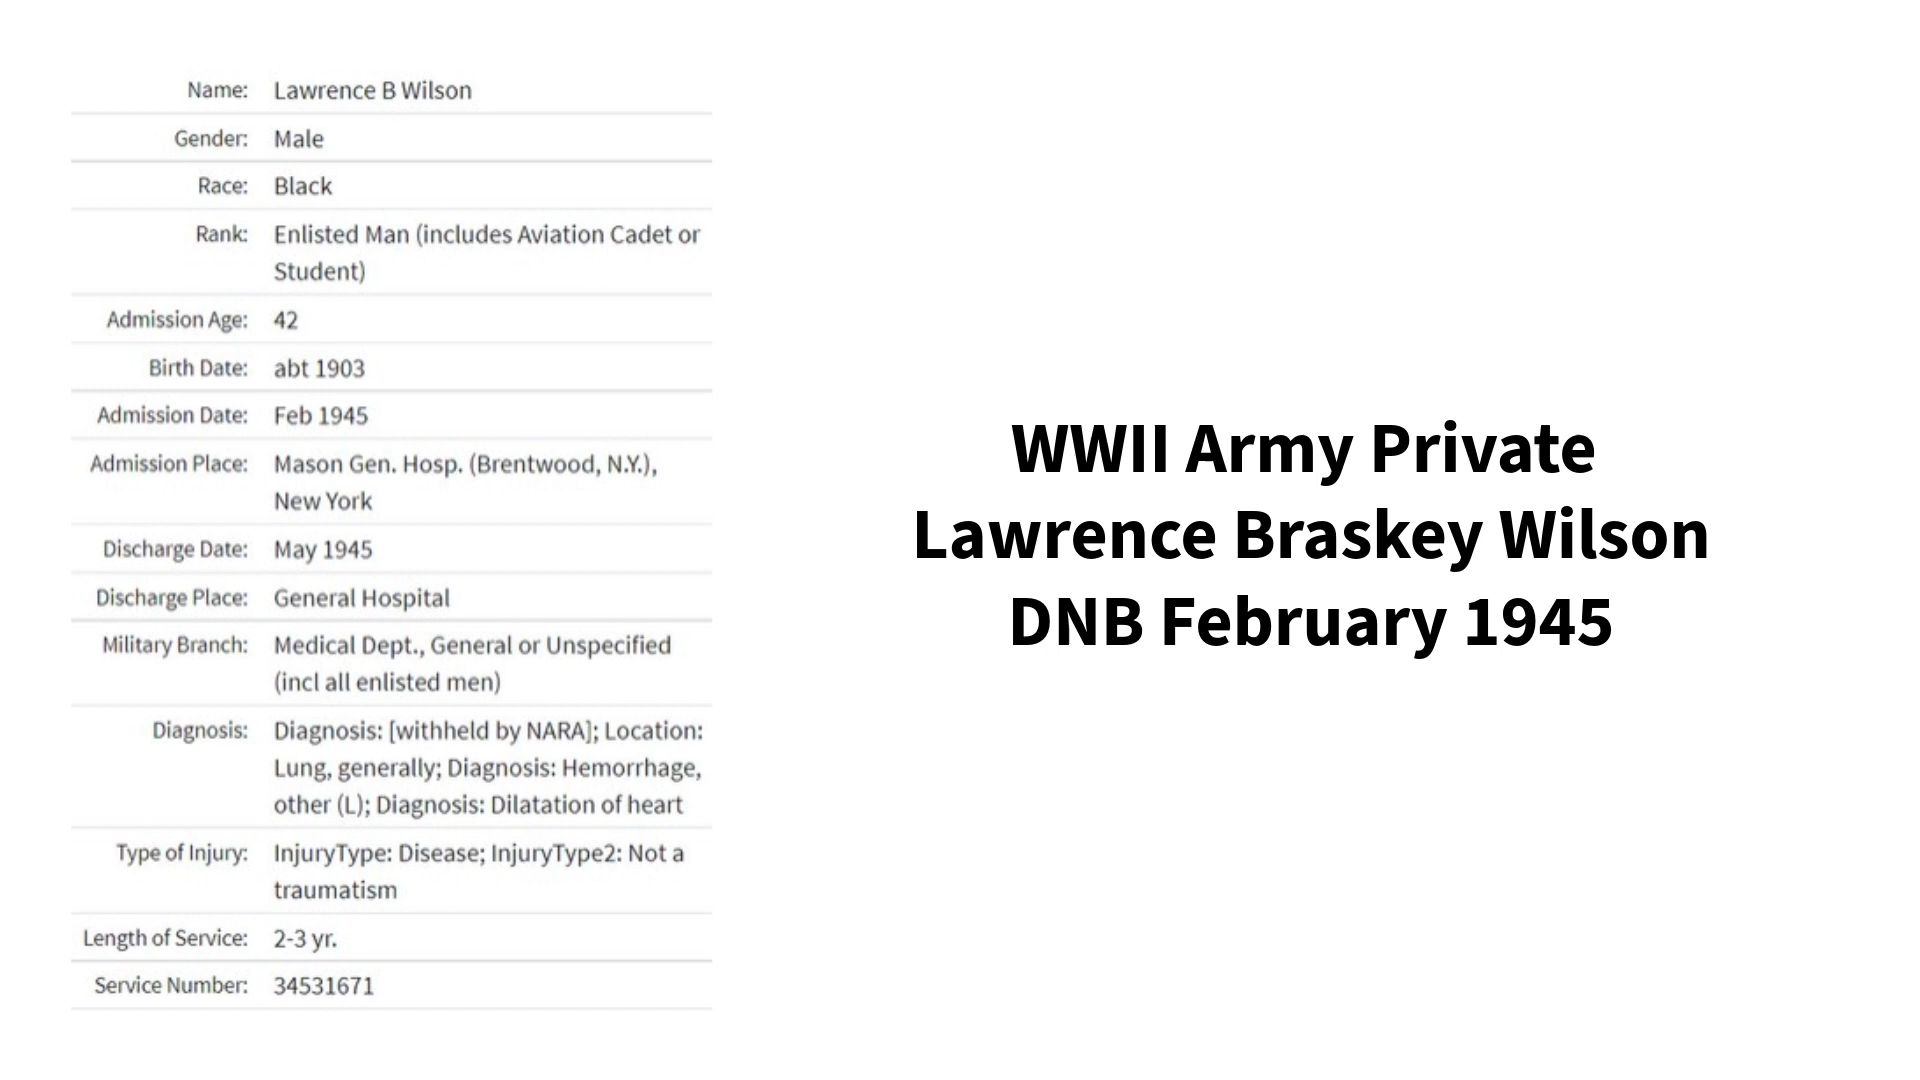 Name: Lawrence B Wilson
Gender: Male
Race: Black
Rank: Enlisted Man (includes Aviation Cadet or
Student)
Admission Age: 42
Birth Date: abt 1903
Admission Date: Feb 1945
Admission Place: Mason Gen. Hosp. (Brentwood, N.Y.),
New York
Discharge Date: May 1945
Discharge Place: General Hospital
Military Branch: Medical Dept., General or Unspecified
(incl all enlisted men)
Diagnosis: Diagnosis: [withheld by NARA]; Location:
Lung, generally; Diagnosis: Hemorrhage,
other (L); Diagnosis: Dilatation of heart
Type of Injury: InjuryType: Disease; InjuryType2: Not a
traumatism
Length of Service: 2-3 yr.
Service Number: 34531671
WWII Army Private
Lawrence Braskey Wilson
DNB February 1945